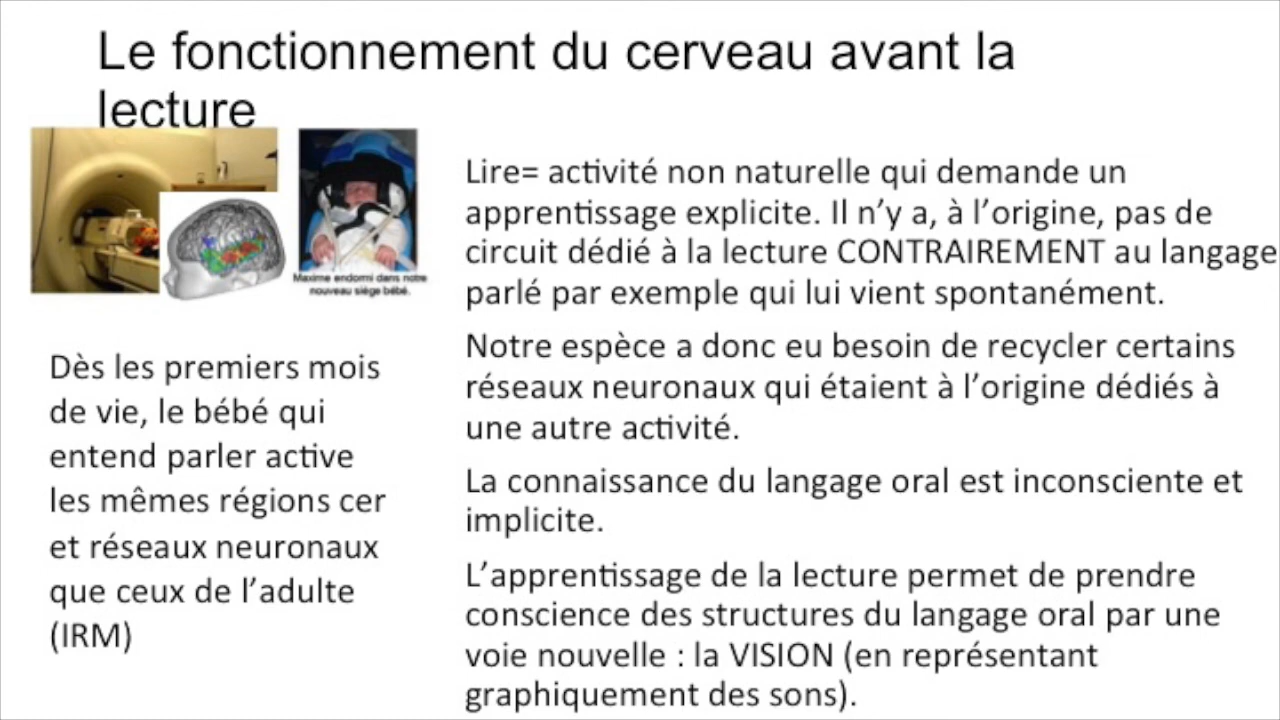 Le fonctionnement du cerveau avant la
lecture
Maxime endormi dans notre
nouveau siège bébé.
Dès les premiers mois
de vie, le bébé qui
entend parler active
les mêmes régions cer
et réseaux neuronaux
que ceux de l’adulte
(IRM)
Lire= activité non naturelle qui demande un
apprentissage explicite. Il n’y a, à l’origine, pas de
circuit dédié à la lecture CONTRAIREMENT au langage
parlé par exemple qui lui vient spontanément.
Notre espèce a donc eu besoin de recycler certains
réseaux neuronaux qui étaient à l’origine dédiés à
une autre activité.
La connaissance du langage oral est inconsciente et
implicite.
L’apprentissage de la lecture permet de prendre
conscience des structures du langage oral par une
voie nouvelle : la VISION (en représentant
graphiquement des sons).